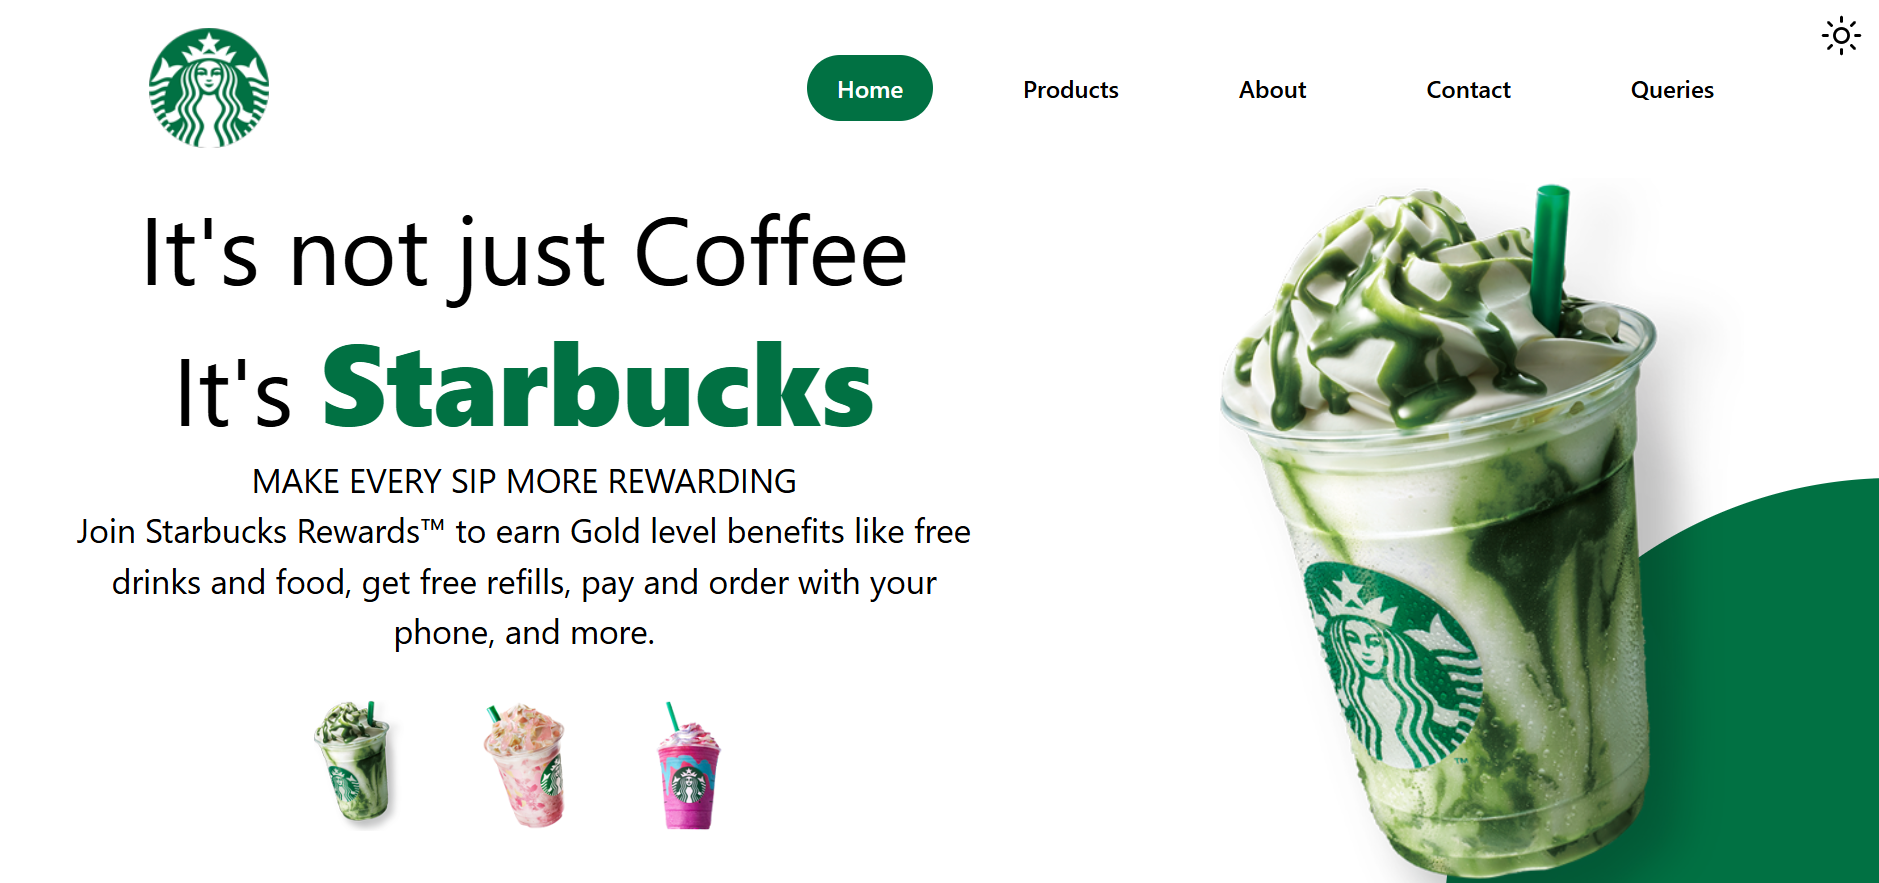 Home
Products
About
Contact
Queries
It's not just Coffee
It's Starbucks
MAKE EVERY SIP MORE REWARDING
Join Starbucks Rewards™ to earn Gold level benefits like free
drinks and food, get free refills, pay and order with your
phone, and more.
TM